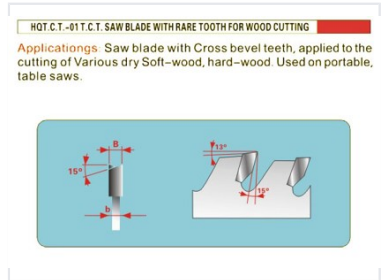 HQT.C.T.-01 T.C.T. SAW BLADE WITH RARE TOOTH FOR WOOD CUTTING
Applicationgs: Saw blade with Cross bevel teeth, applied to the
cutting of Various dry Soft-wood, hard-wood. Used on portable,
table saws.
B
13°
15°
15°
b